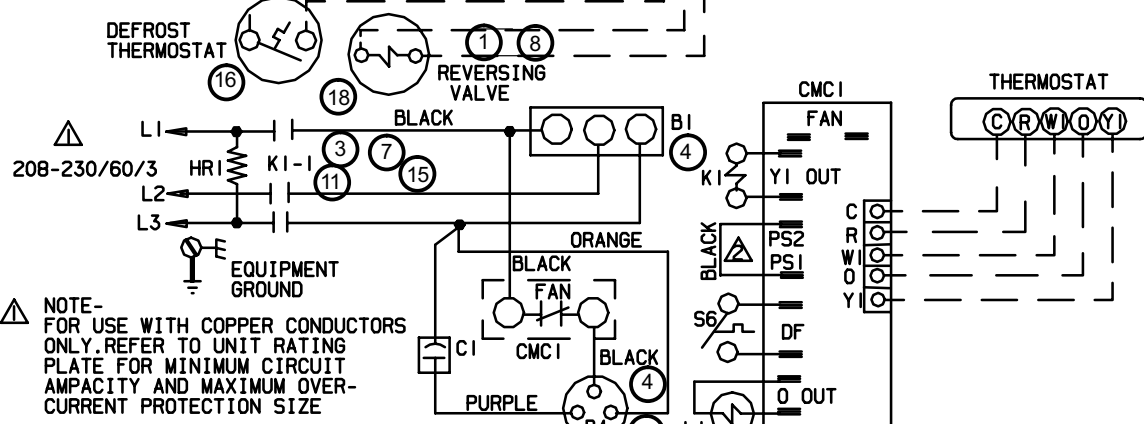 DEFROST
THERMOSTAT
16
1
8
REVERSING
VALVE
18
CMC1
THERMOSTAT
C R W1 O Y1
FAN
L1
BLACK
B1
4
1
208-230/60/3
HR1
K1-1
3
7
11
15
K1
Y1 OUT
L2
L3
C
R
W1
O
Y1
BLACK
2
PS2
PS1
ORANGE
EQUIPMENT
GROUND
BLACK
FAN
CMC1
S6
DF
1
NOTE-
FOR USE WITH COPPER CONDUCTORS
ONLY.REFER TO UNIT RATING
PLATE FOR MINIMUM CIRCUIT
AMPACITY AND MAXIMUM OVER-
CURRENT PROTECTION SIZE
C1
BLACK
4
PURPLE
O OUT